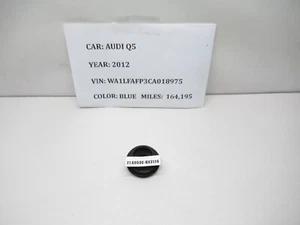 CAR: AUDI Q5
YEAR: 2012
VIN: WA1LFAFP3CA018975
COLOR: BLUE MILES: 164,195